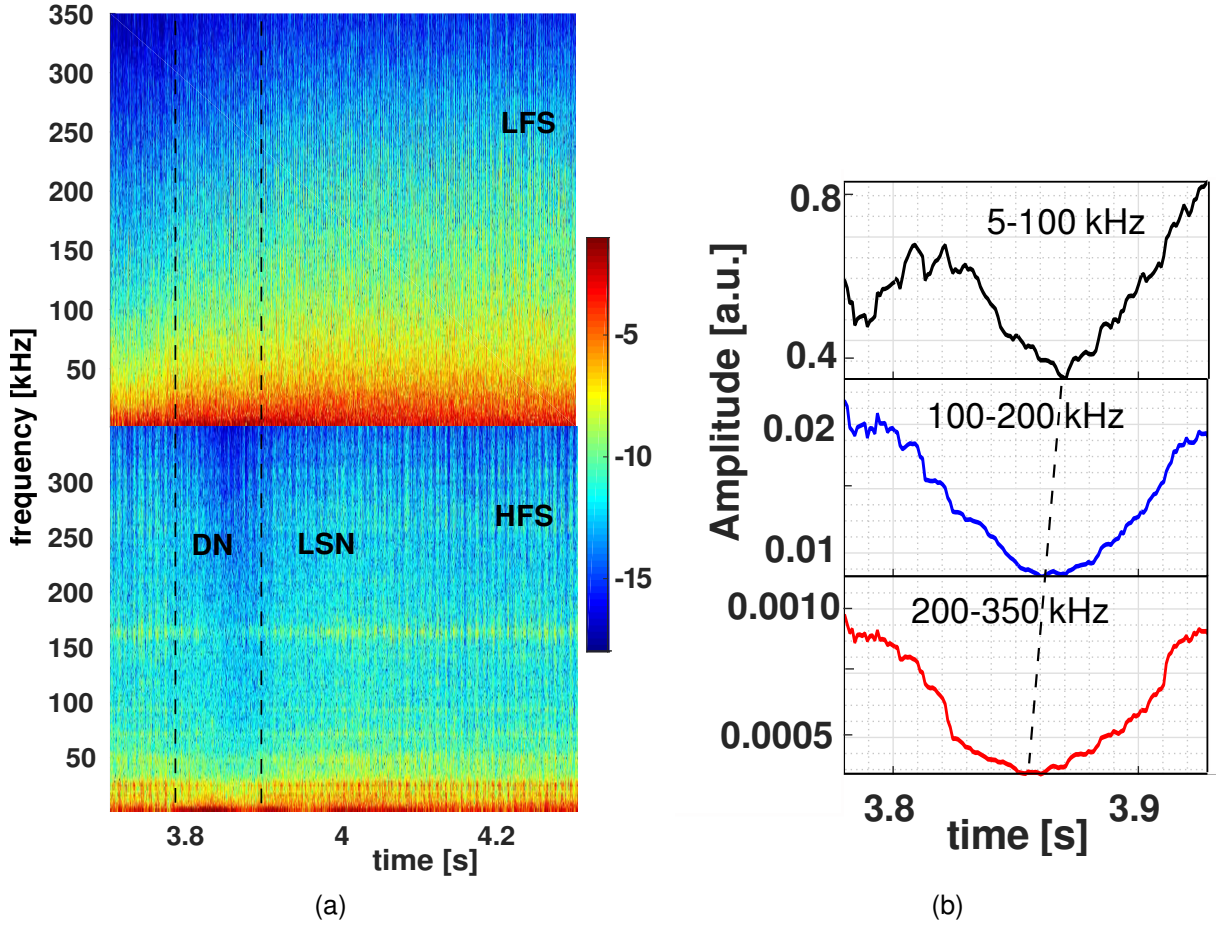 350
300
250
200
150
100
50
LFS
frequency [kHz]
300
250
200
150
100
50
HFS
DN
LSN
3.8
4
4.2
time [s]
-5
-10
-15
(a)
Amplitude [a.u.]
0.8
0.4
5-100 kHz
0.02
0.01
100-200 kHz
0.0010
0.0005
200-350 kHz
3.8
3.9
time [s]
(b)